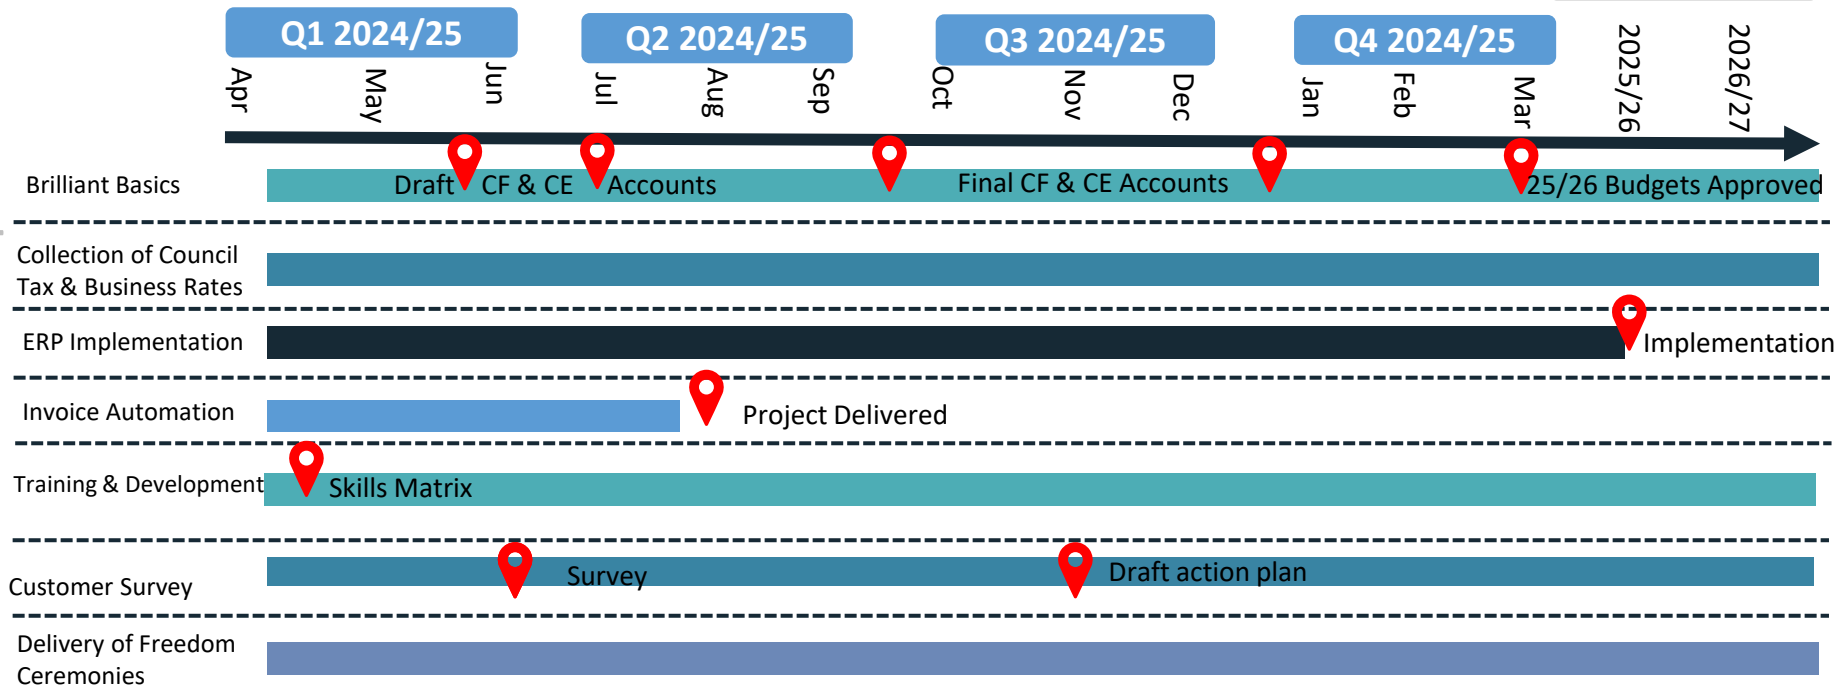 Q1 2024/25
Q2 2024/25
Q3 2024/25
Q4 2024/25
Apr
May
Jun
Jul
Aug
Sep
Oct
Nov
Dec
Jan
Feb
Mar
2025/26
2026/27
Brilliant Basics
Draft CF & CE Accounts
Final CF & CE Accounts
25/26 Budgets Approved
Collection of Council
Tax & Business Rates
ERP Implementation
Implementation
Invoice Automation
Project Delivered
Training & Development
Skills Matrix
Customer Survey
Survey
Draft action plan
Delivery of Freedom
Ceremonies